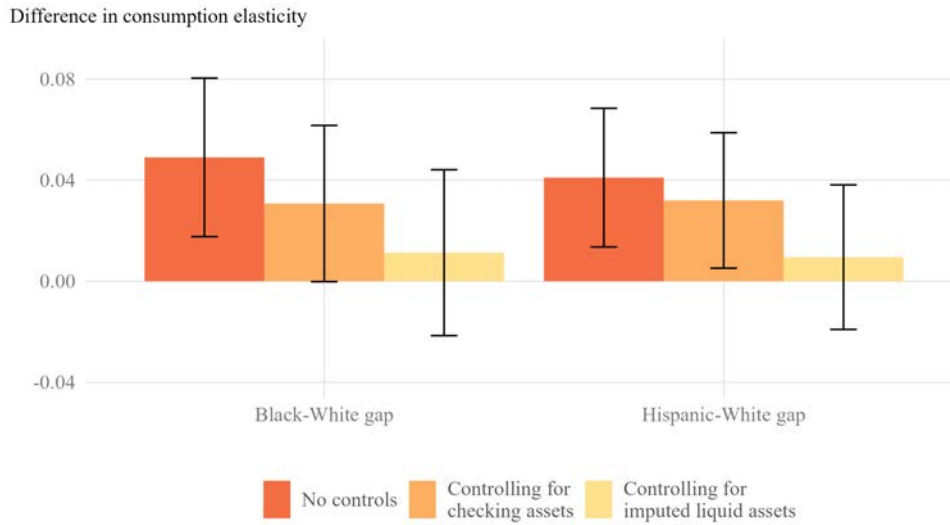 Difference in consumption elasticity
0.08
0.04
0.00
-0.04
Black-White gap
Hispanic-White gap
No controls
Controlling for
checking assets
Controlling for
imputed liquid assets